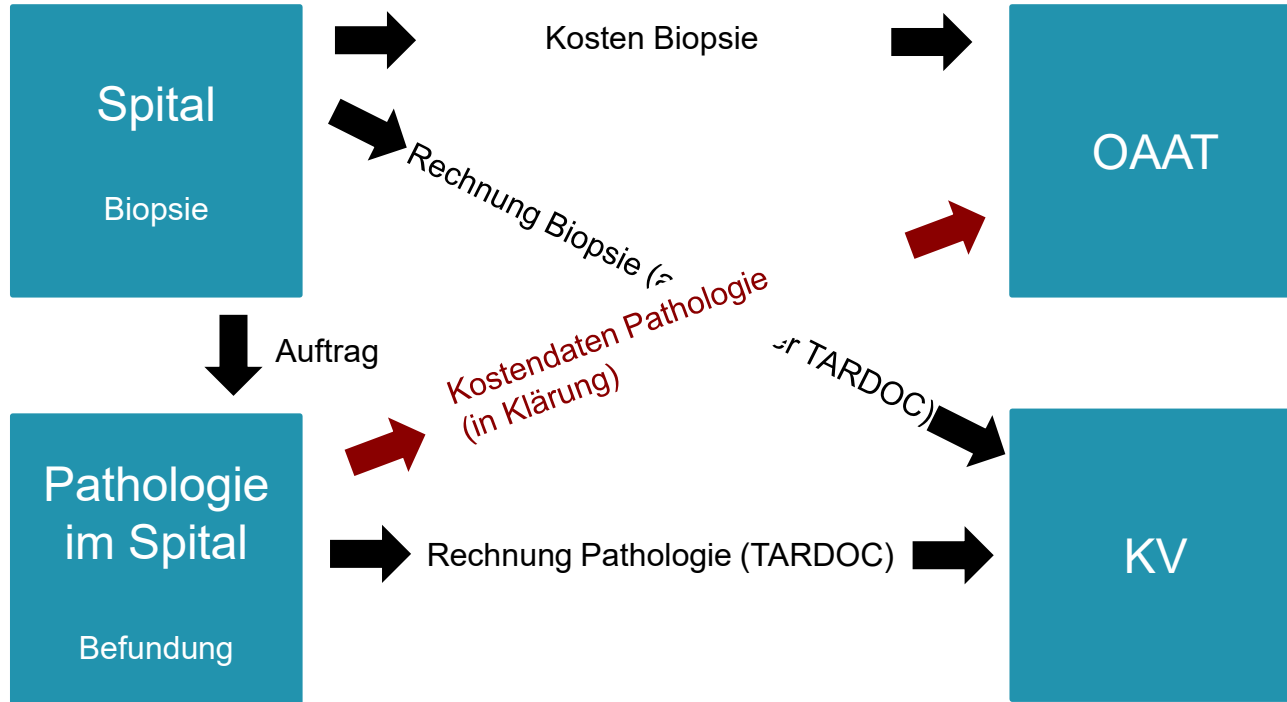 Spital
Biopsie
Kosten Biopsie
OAAT
Rechnung Biopsie
TARDOC)
Auftrag
Kostendaten Pathologie
(in Klärung)
Pathologie
im Spital
Befundung
Rechnung Pathologie (TARDOC)
KV